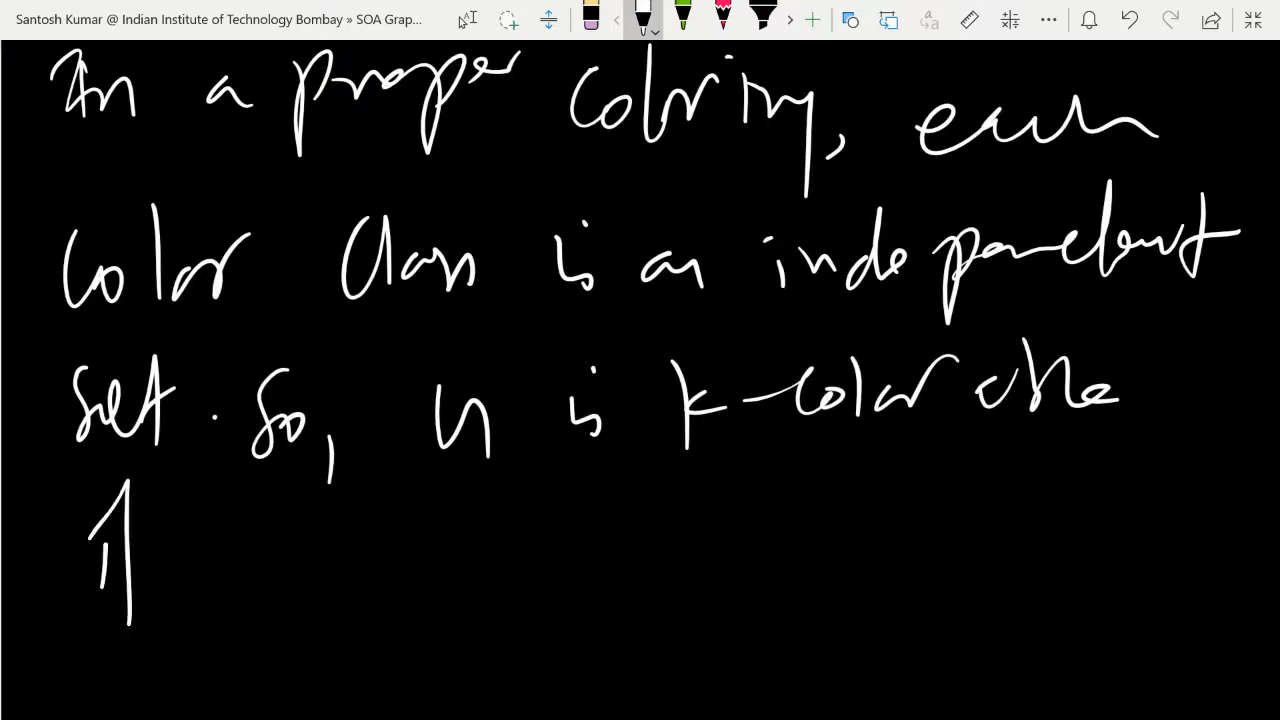 Santosh Kumar @ Indian Institute of Technology Bombay » SOA Grap...
In a proper coloring, each
color class is an independent
set. So, G is k-colorable
if